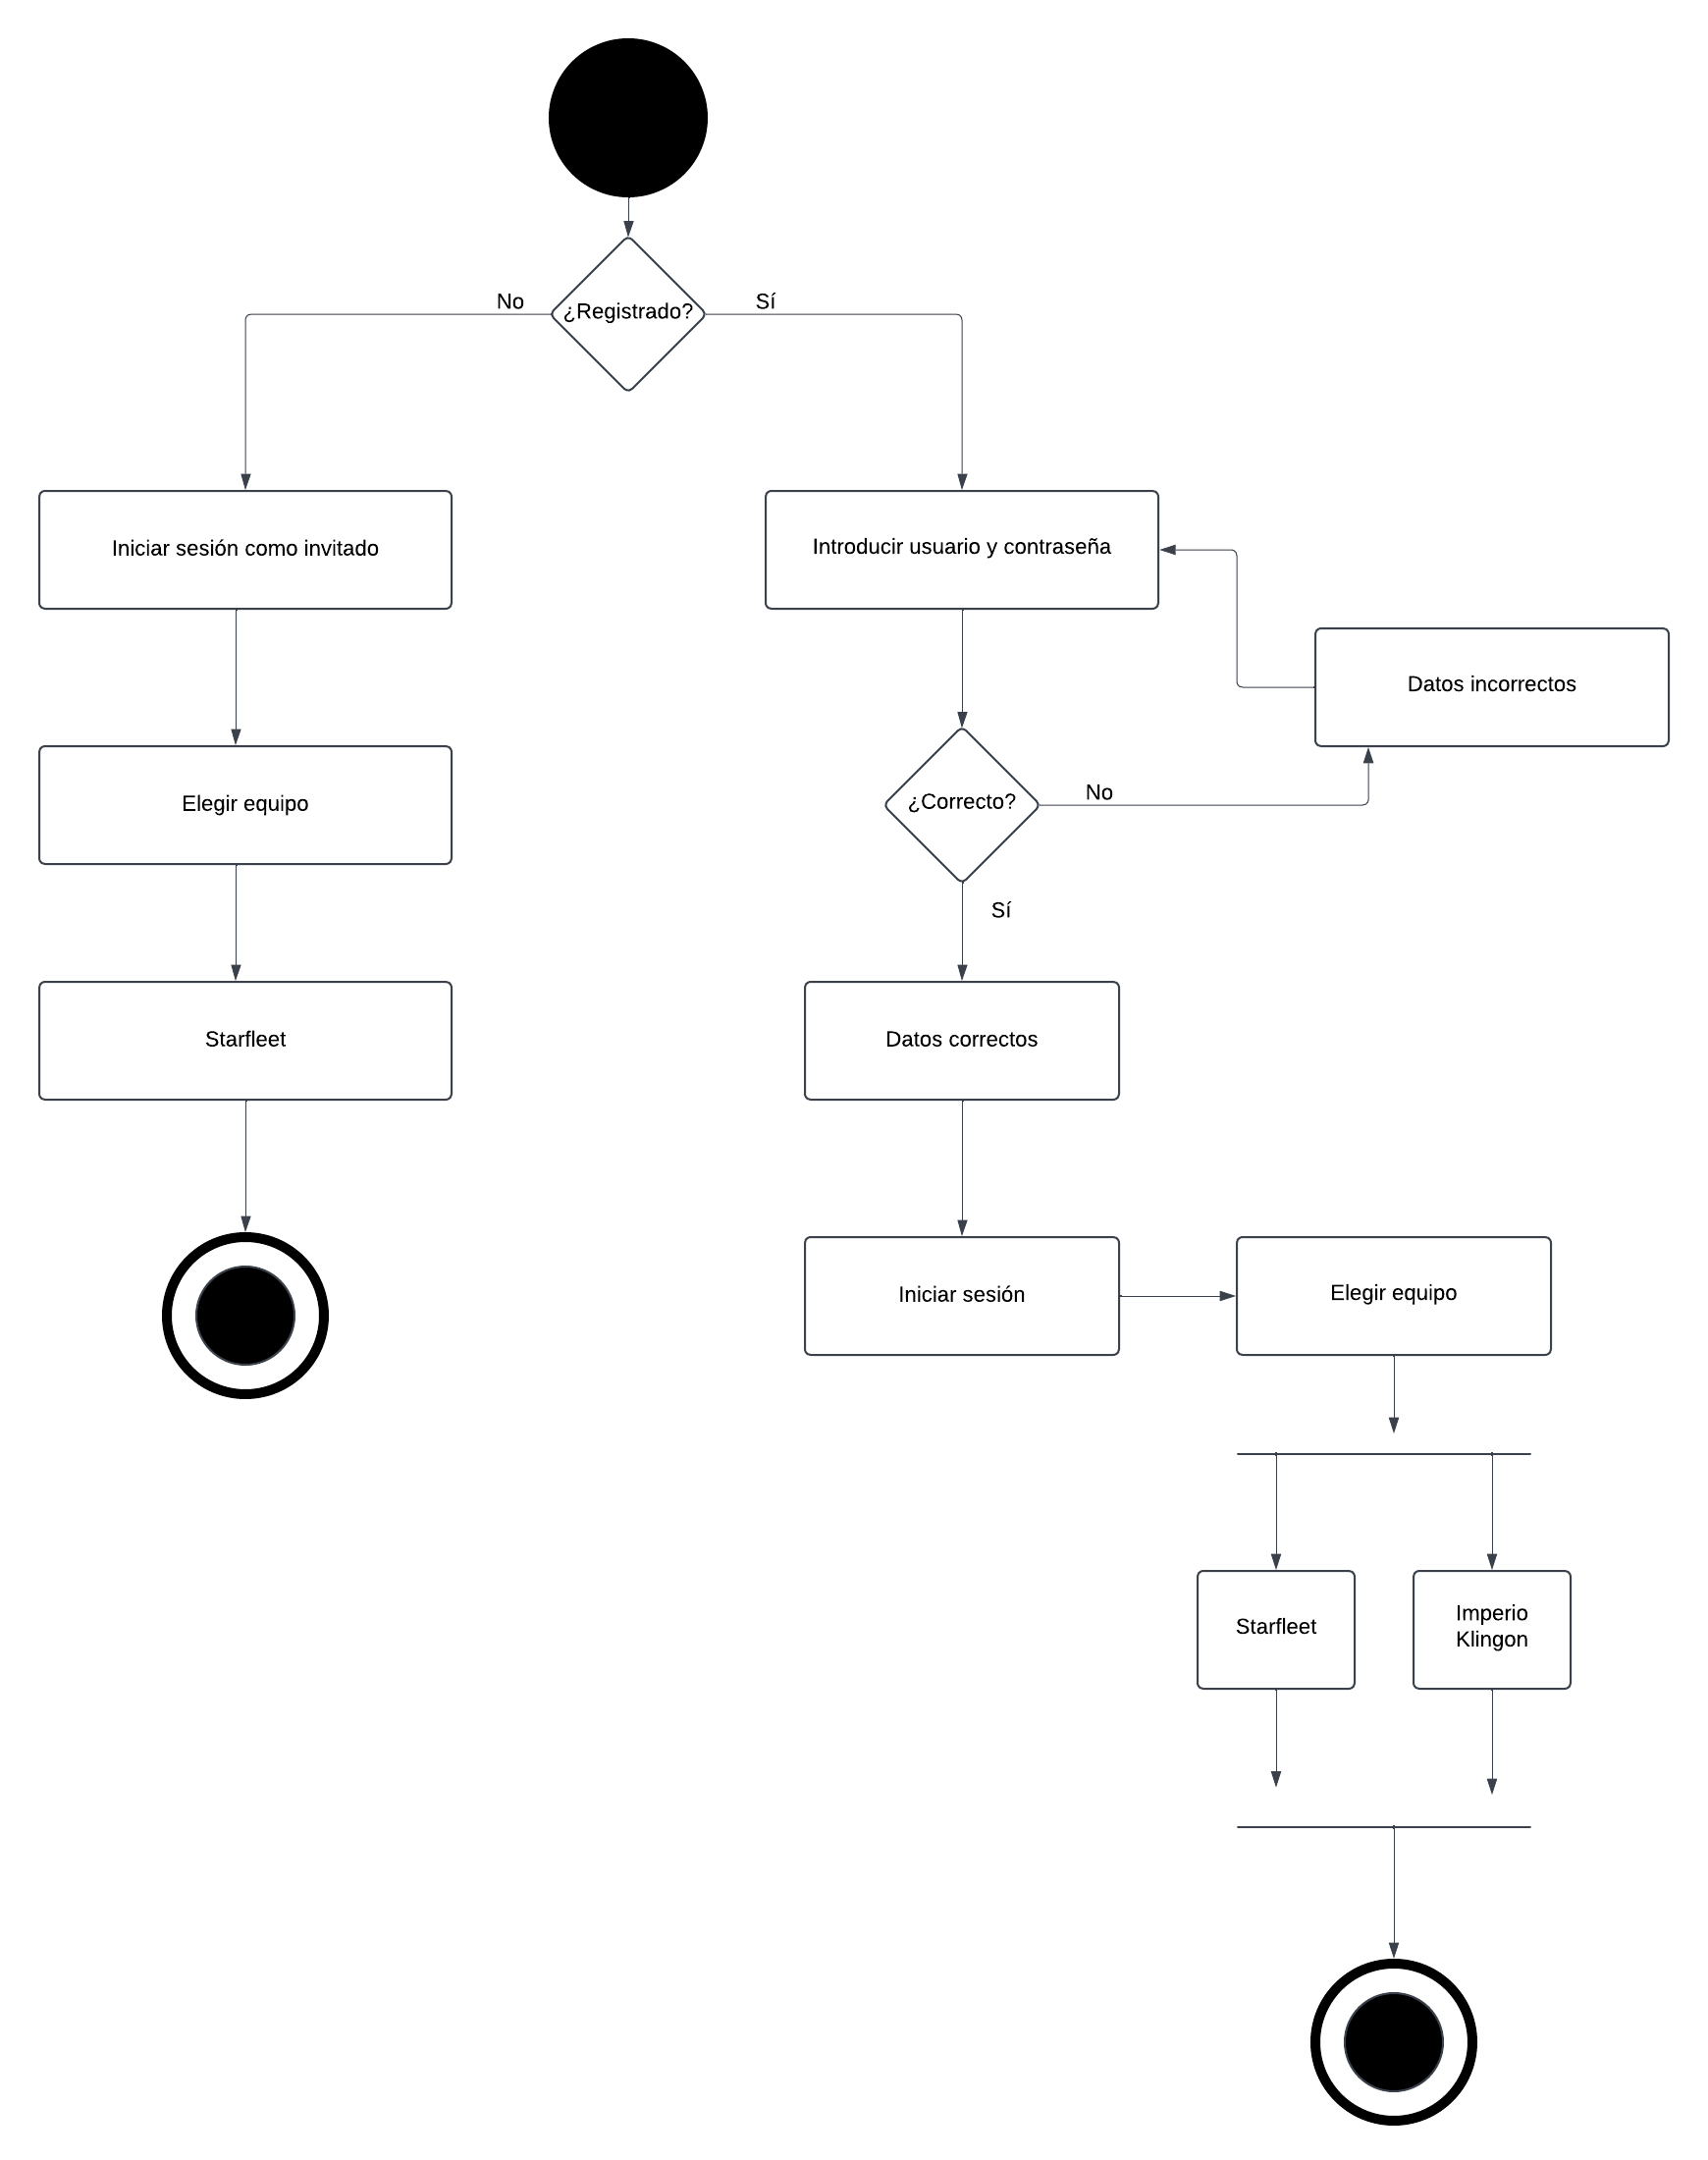 ¿Registrado?
No
Sí
Iniciar sesión como invitado
Introducir usuario y contraseña
Datos incorrectos
Elegir equipo
¿Correcto?
No
Sí
Starfleet
Datos correctos
Iniciar sesión
Elegir equipo
Starfleet
Imperio
Klingon